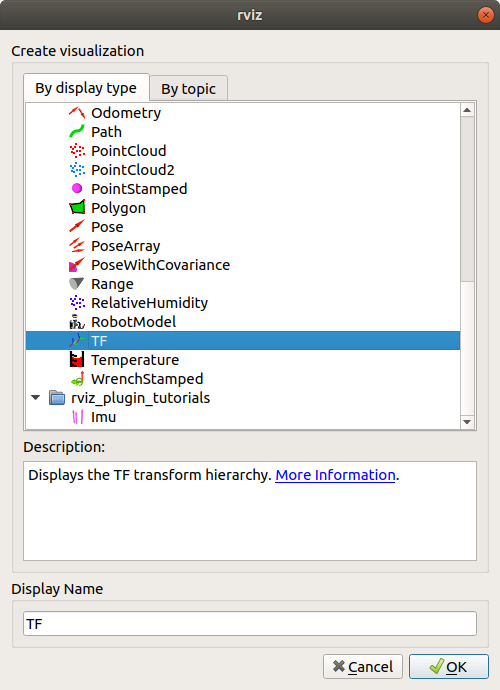 rviz
Create visualization
By display type
By topic
Odometry
Path
PointCloud
PointCloud2
PointStamped
Polygon
Pose
PoseArray
PoseWithCovariance
Range
RelativeHumidity
RobotModel
TF
Temperature
WrenchStamped
rviz_plugin_tutorials
Imu
Description:
Displays the TF transform hierarchy. More Information.
Display Name
TF
Cancel
OK